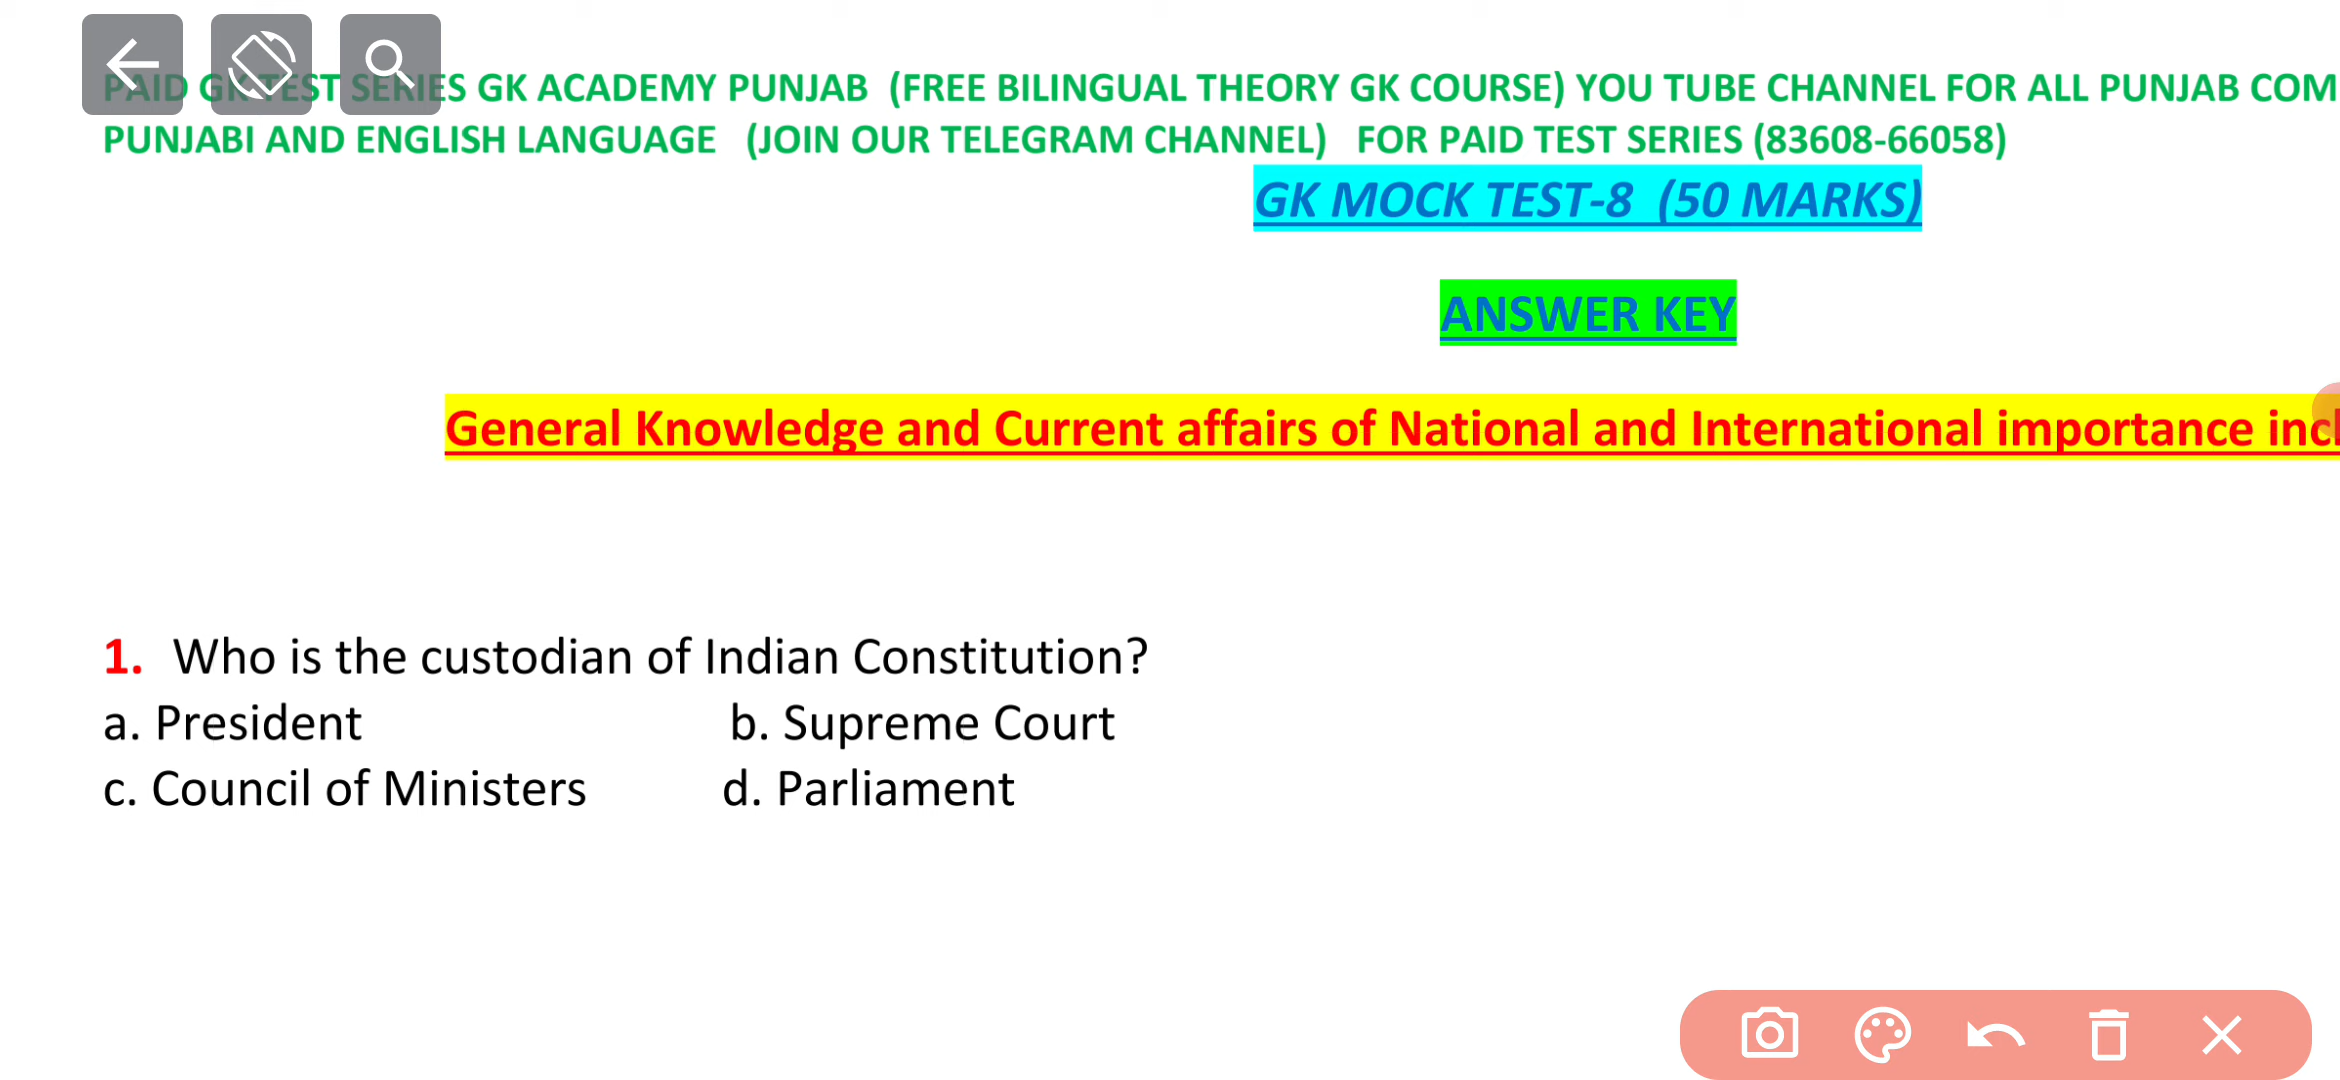 PAID GK TEST SERIES GK ACADEMY PUNJAB (FREE BILINGUAL THEORY GK COURSE) YOU TUBE CHANNEL FOR ALL PUNJAB COM
PUNJABI AND ENGLISH LANGUAGE (JOIN OUR TELEGRAM CHANNEL) FOR PAID TEST SERIES (83608-66058)
GK MOCK TEST-8 (50 MARKS)
ANSWER KEY
General Knowledge and Current affairs of National and International importance incl
1. Who is the custodian of Indian Constitution?
a. President b. Supreme Court
c. Council of Ministers d. Parliament